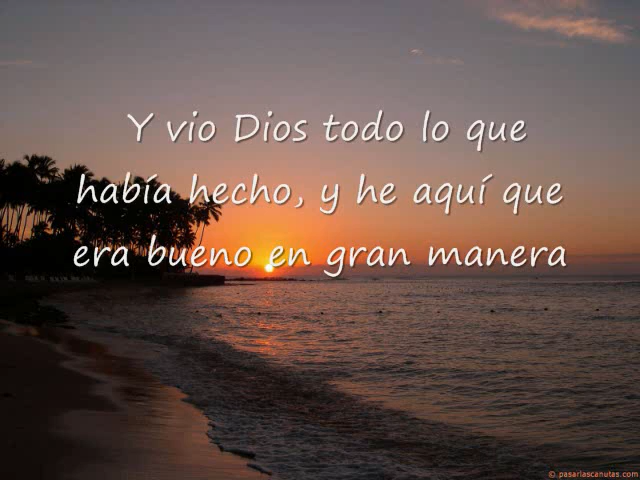 Y vio Dios todo lo que
había hecho, y he aquí que
era bueno en gran manera
© pasarlascanutas.com